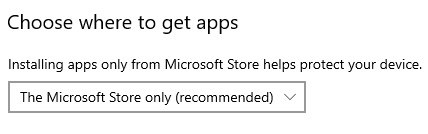 Choose where to get apps
Installing apps only from Microsoft Store helps protect your device.
The Microsoft Store only (recommended)